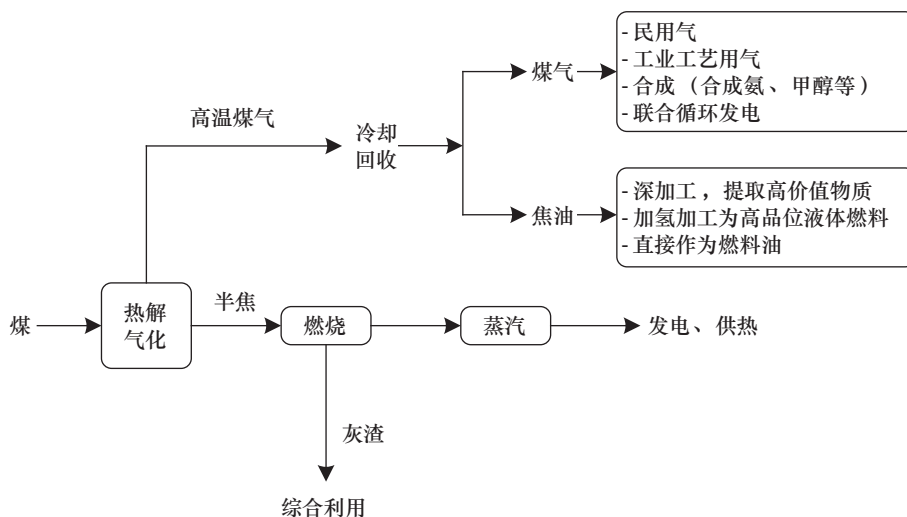 - 民用气
- 工业工艺用气
- 合成（合成氨、甲醇等）
- 联合循环发电
煤气
高温煤气
冷却
回收
焦油
- 深加工，提取高价值物质
- 加氢加工为高品位液体燃料
- 直接作为燃料油
煤
热解
气化
半焦
燃烧
蒸汽
发电、供热
灰渣
综合利用